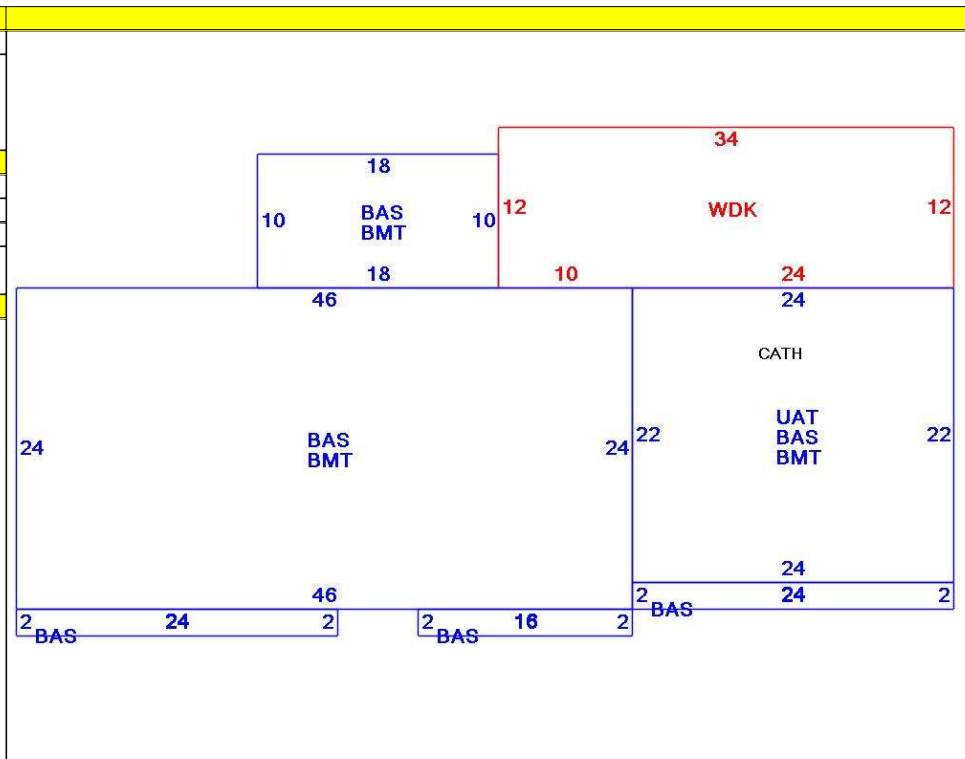 34
18
10 BAS 10
BMT
12 WDK 12
18
10 24
46
24
CATH
24 BAS 24
BMT
22 UAT 22
BAS
BMT
24
46
2 BAS 24 2
2 BAS 24 2
2 BAS 16 2